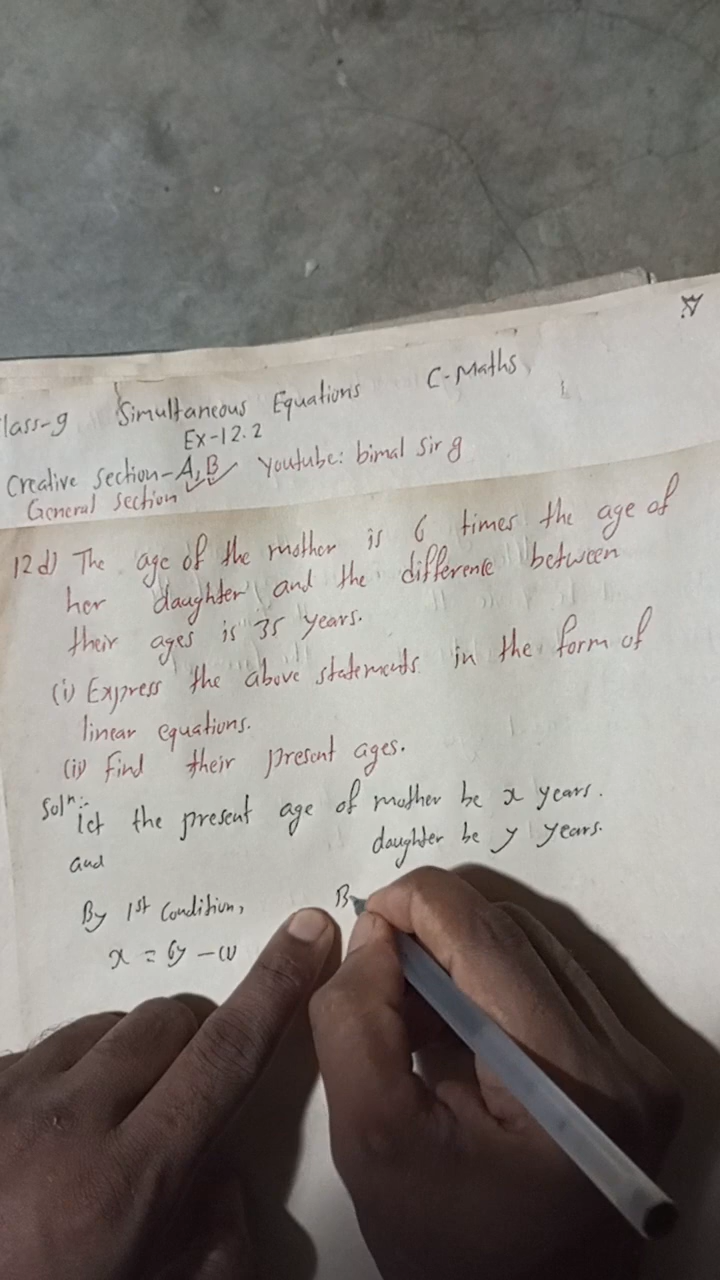 lass-9 Simultaneous Equations C-Maths,
Ex-12.2
Creative section-A,B Youtube: bimal sir g
General section
12d) The age of the mother is 6 times the age of
her daughter and the difference between
their ages is 35 years.
(i) Express the above statements in the form of
linear equations.
(ii) find their present ages.
Solⁿ:- let the present age of mother be x years.
and daughter be y years.
By 1st Condition, B
x = 6y -(i)